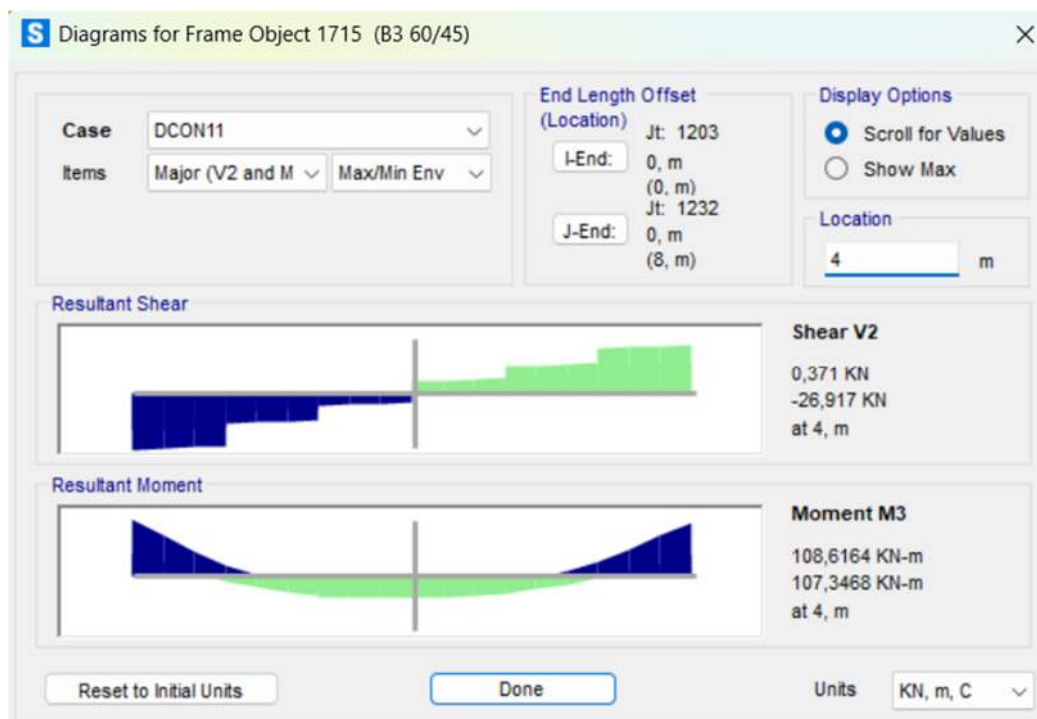 S Diagrams for Frame Object 1715 (B3 60/45)
Case DCON11
Items Major (V2 and M Max/Min Env
End Length Offset
(Location)
Jt: 1203
I-End: 0, m
(0, m)
Jt: 1232
J-End: 0, m
(8, m)
Display Options
Scroll for Values
Show Max
Location
4 m
Resultant Shear
Shear V2
0,371 KN
-26,917 KN
at 4, m
Resultant Moment
Moment M3
108,6164 KN-m
107,3468 KN-m
at 4, m
Reset to Initial Units Done Units KN, m, C